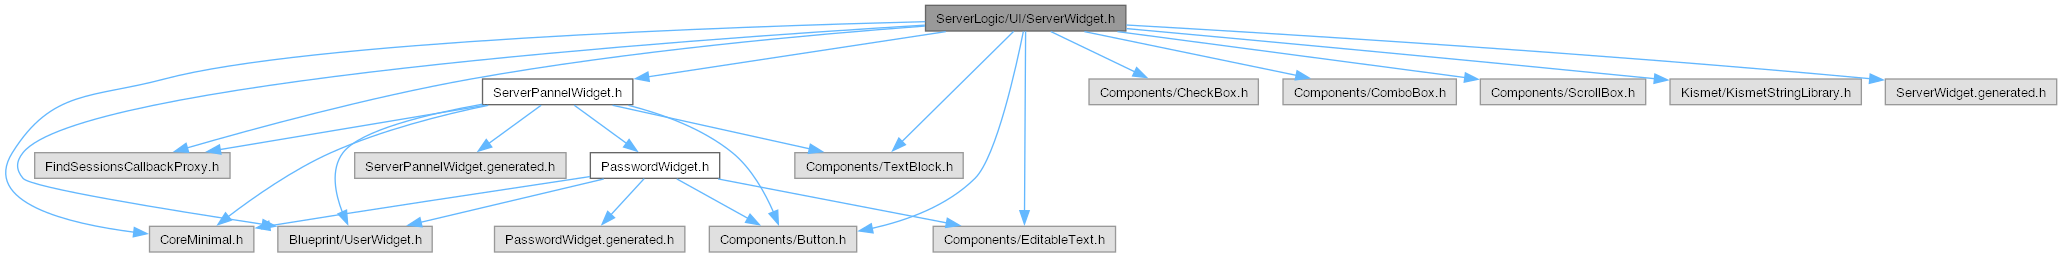 ServerLogic/UI/ServerWidget.h
ServerPannelWidget.h
Components/CheckBox.h
Components/ComboBox.h
Components/ScrollBox.h
Kismet/KismetStringLibrary.h
ServerWidget.generated.h
FindSessionsCallbackProxy.h
ServerPannelWidget.generated.h
PasswordWidget.h
Components/TextBlock.h
CoreMinimal.h
Blueprint/UserWidget.h
PasswordWidget.generated.h
Components/Button.h
Components/EditableText.h